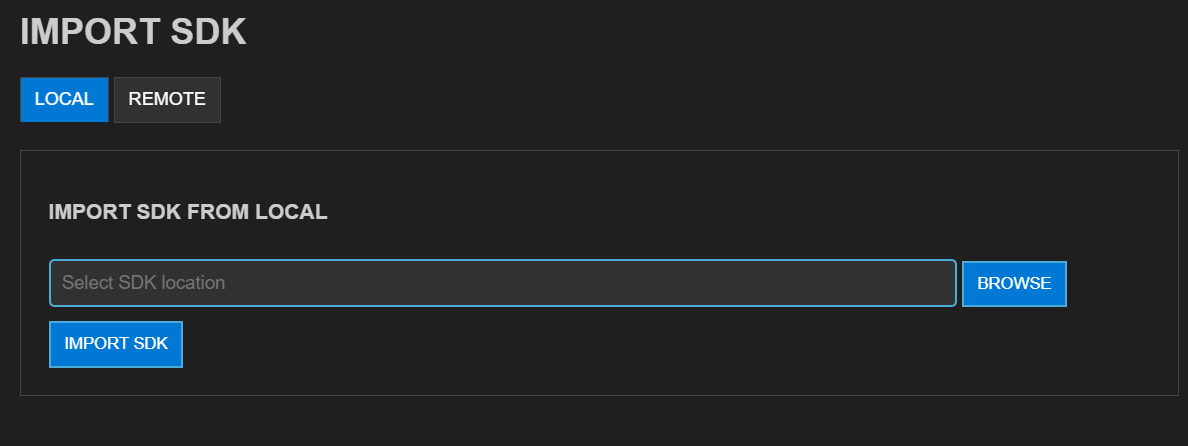 IMPORT SDK
LOCAL REMOTE
IMPORT SDK FROM LOCAL
Select SDK location BROWSE
IMPORT SDK